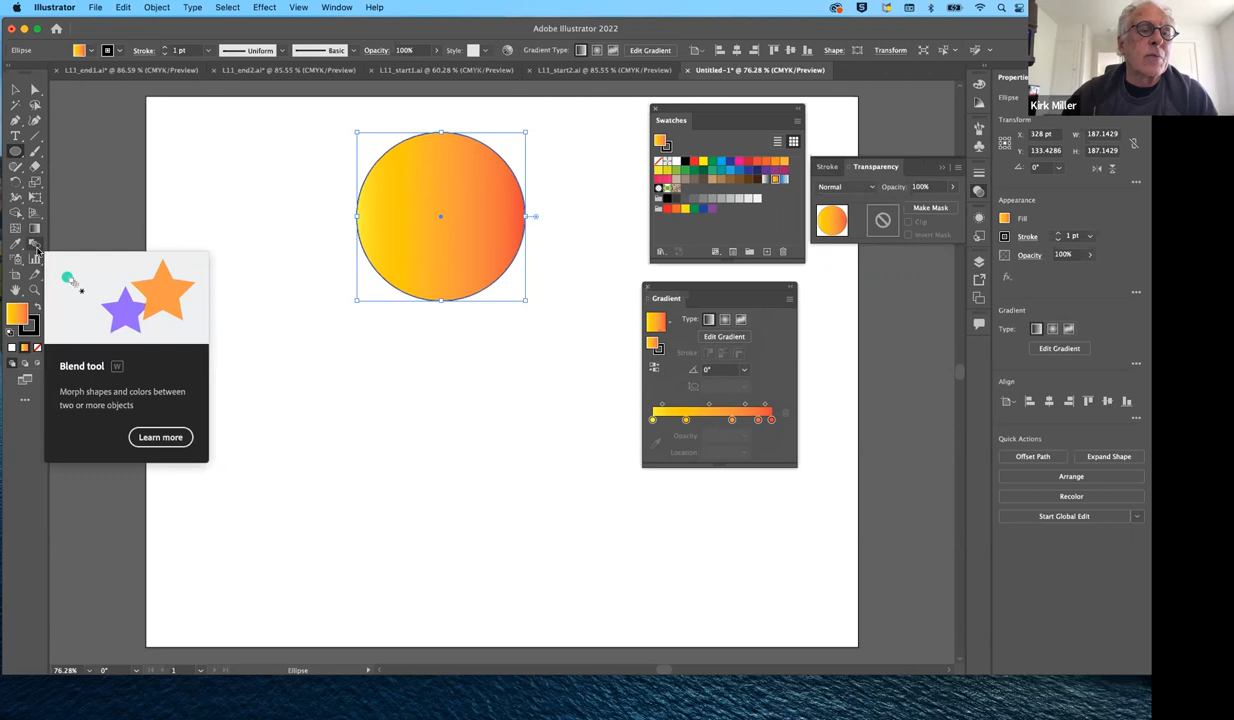 Illustrator File Edit Object Type Select Effect View Window Help
Adobe Illustrator 2022
Ellipse
Stroke: 1 pt
Uniform
Basic
Opacity: 100%
Style:
Gradient Type:
Edit Gradient
Shape:
Transform
L11_end1.ai* @ 86.59 % (CMYK/Preview)
L11_end2.ai* @ 85.55 % (CMYK/Preview)
L11_start1.ai @ 60.28 % (CMYK/Preview)
L11_start2.ai @ 85.55 % (CMYK/Preview)
Untitled-1* @ 76.28 % (CMYK/Preview)
Kirk Miller
Swatches
Stroke
Transparency
Normal
Opacity: 100%
Make Mask
Clip
Invert Mask
Gradient
Type:
Edit Gradient
Stroke:
0°
Opacity:
Location:
Blend tool W
Morph shapes and colors between
two or more objects
Learn more
Properties
Ellipse
Transform
X: 328 pt
W: 187.1429
Y: 133.4286
H: 187.1429
0°
Appearance
Fill
Stroke 1 pt
Opacity 100%
fx.
Gradient
Type:
Edit Gradient
Align
Quick Actions
Offset Path
Expand Shape
Arrange
Recolor
Start Global Edit
76.28%
0°
1
Ellipse